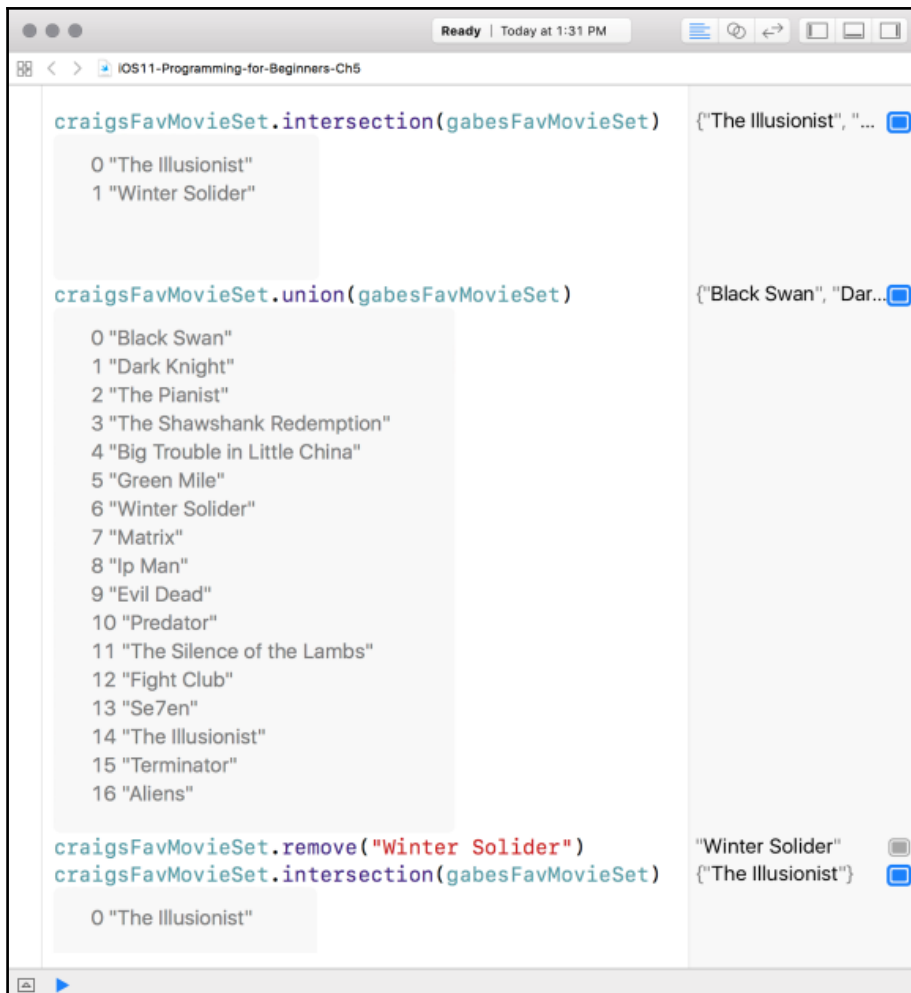 Ready | Today at 1:31 PM
iOS11-Programming-for-Beginners-Ch5
craigsFavMovieSet.intersection(gabesFavMovieSet) {"The Illusionist", "...
0 "The Illusionist"
1 "Winter Solider"
craigsFavMovieSet.union(gabesFavMovieSet) {"Black Swan", "Dar...
0 "Black Swan"
1 "Dark Knight"
2 "The Pianist"
3 "The Shawshank Redemption"
4 "Big Trouble in Little China"
5 "Green Mile"
6 "Winter Solider"
7 "Matrix"
8 "Ip Man"
9 "Evil Dead"
10 "Predator"
11 "The Silence of the Lambs"
12 "Fight Club"
13 "Se7en"
14 "The Illusionist"
15 "Terminator"
16 "Aliens"
craigsFavMovieSet.remove("Winter Solider") "Winter Solider"
craigsFavMovieSet.intersection(gabesFavMovieSet) {"The Illusionist"}
0 "The Illusionist"